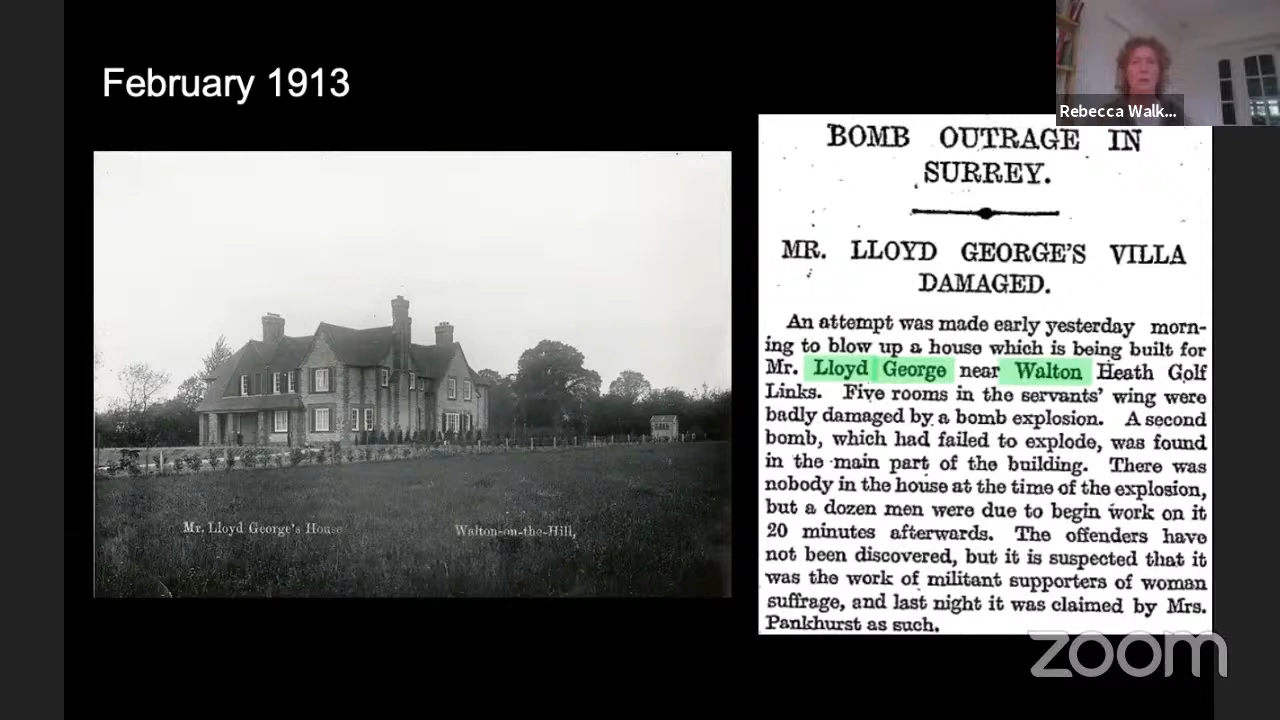 February 1913
Rebecca Walk...
BOMB OUTRAGE IN
SURREY.
MR. LLOYD GEORGE'S VILLA
DAMAGED.
An attempt was made early yesterday morn-
ing to blow up a house which is being built for
Mr. Lloyd George near Walton Heath Golf
Links. Five rooms in the servants' wing were
badly damaged by a bomb explosion. A second
bomb, which had failed to explode, was found
in the main part of the building. There was
nobody in the house at the time of the explosion,
but a dozen men were due to begin work on it
20 minutes afterwards. The offenders have
not been discovered, but it is suspected that it
was the work of militant supporters of woman
suffrage, and last night it was claimed by Mrs.
Pankhurst as such.
Mr. Lloyd George's House
Walton-on-the-Hill,
zoom